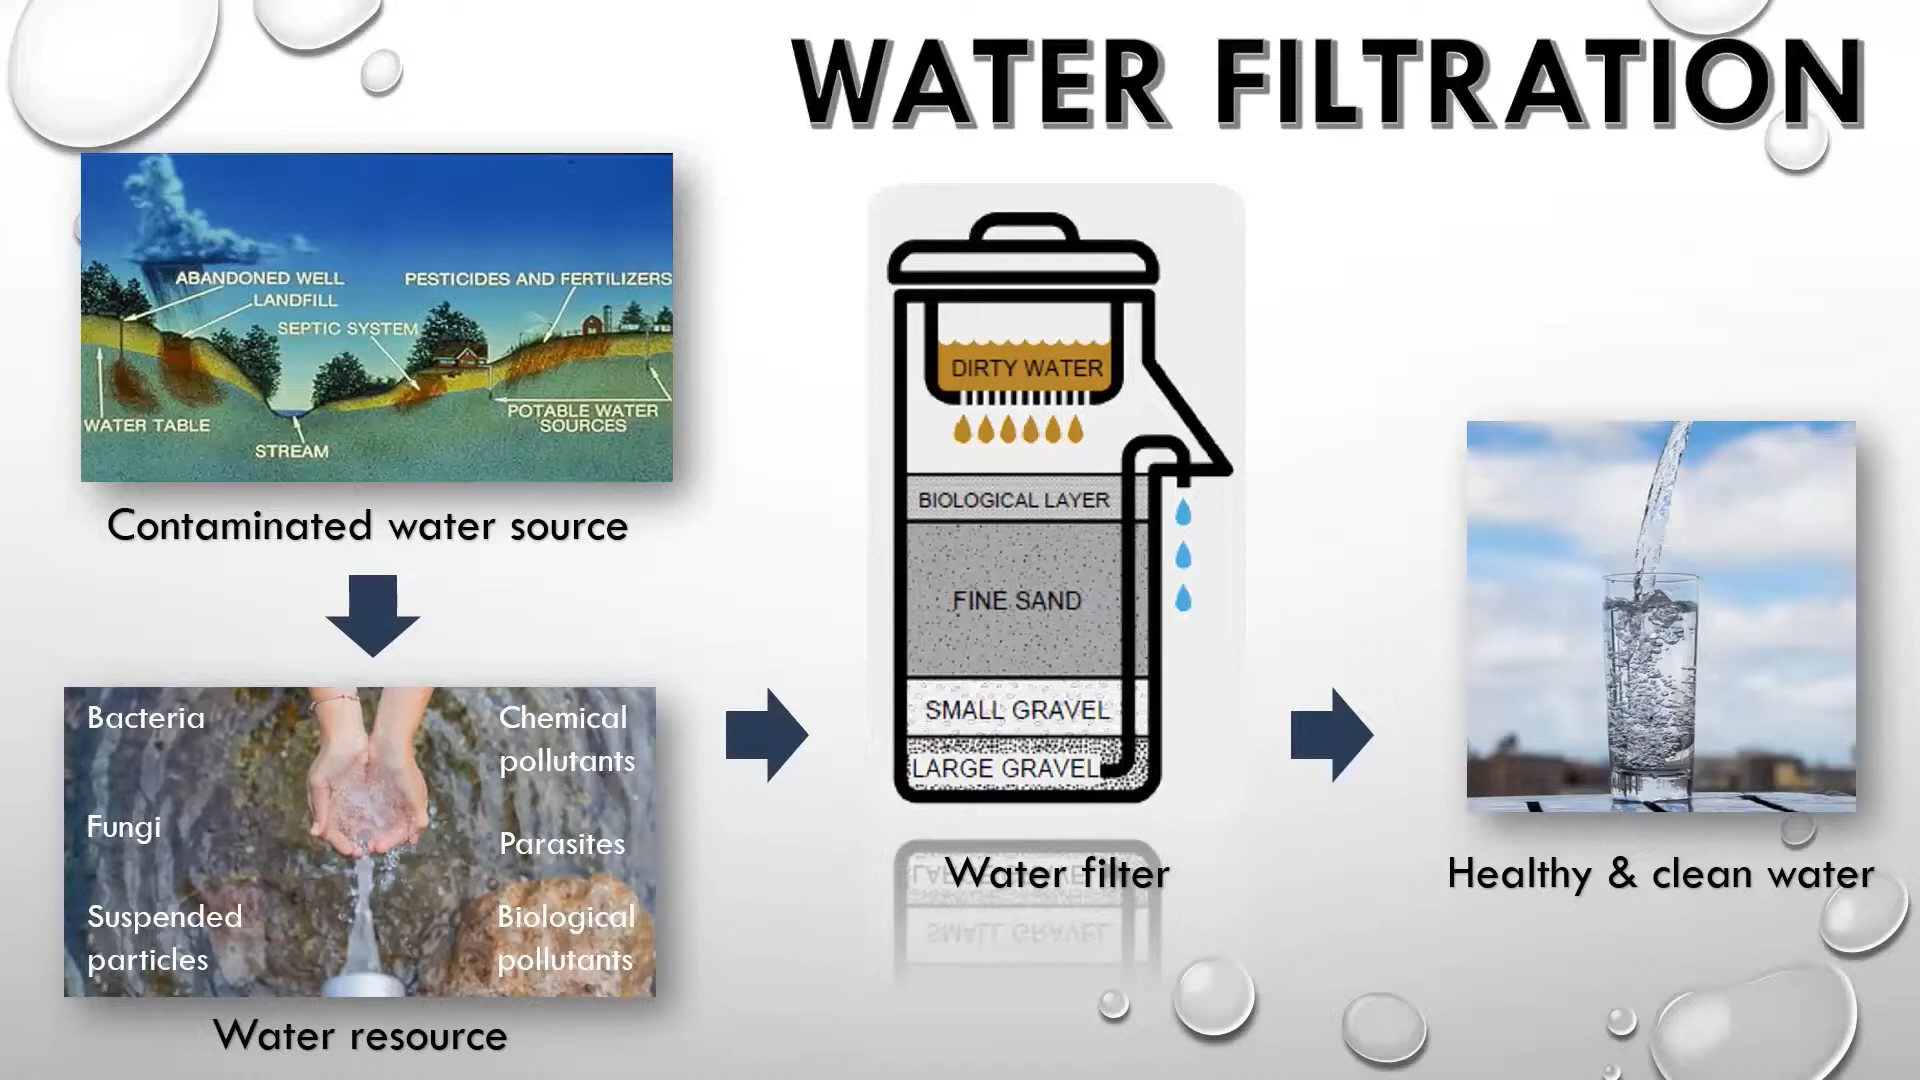 WATER FILTRATION
ABANDONED WELL
LANDFILL
SEPTIC SYSTEM
PESTICIDES AND FERTILIZERS
WATER TABLE
STREAM
POTABLE WATER
SOURCES
Contaminated water source
Bacteria
Fungi
Suspended
particles
Chemical
pollutants
Parasites
Biological
pollutants
Water resource
DIRTY WATER
BIOLOGICAL LAYER
FINE SAND
SMALL GRAVEL
LARGE GRAVEL
Water filter
Healthy & clean water